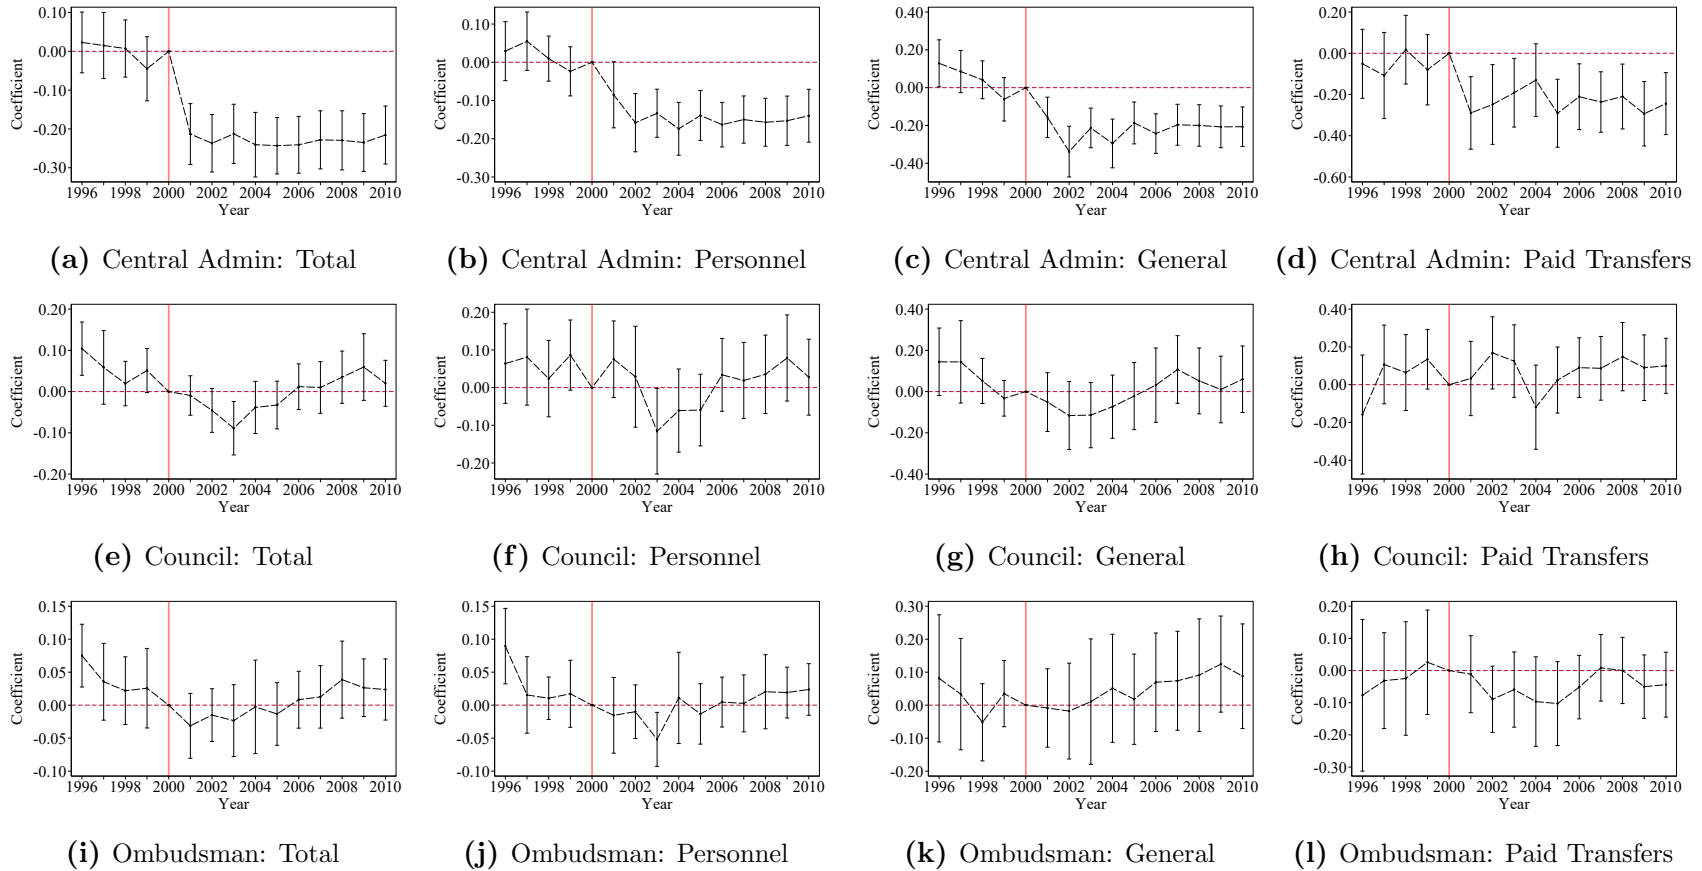 0.10
0.00
-0.10
-0.20
-0.30
Coefficient
1996 1998 2000 2002 2004 2006 2008 2010
Year
(a) Central Admin: Total
0.10
0.00
-0.10
-0.20
-0.30
Coefficient
1996 1998 2000 2002 2004 2006 2008 2010
Year
(b) Central Admin: Personnel
0.40
0.20
0.00
-0.20
-0.40
Coefficient
1996 1998 2000 2002 2004 2006 2008 2010
Year
(c) Central Admin: General
0.20
0.00
-0.20
-0.40
-0.60
Coefficient
1996 1998 2000 2002 2004 2006 2008 2010
Year
(d) Central Admin: Paid Transfers
0.20
0.10
0.00
-0.10
-0.20
Coefficient
1996 1998 2000 2002 2004 2006 2008 2010
Year
(e) Council: Total
0.20
0.10
0.00
-0.10
-0.20
Coefficient
1996 1998 2000 2002 2004 2006 2008 2010
Year
(f) Council: Personnel
0.40
0.20
0.00
-0.20
-0.40
Coefficient
1996 1998 2000 2002 2004 2006 2008 2010
Year
(g) Council: General
0.40
0.20
0.00
-0.20
-0.40
Coefficient
1996 1998 2000 2002 2004 2006 2008 2010
Year
(h) Council: Paid Transfers
0.15
0.10
0.05
0.00
-0.05
-0.10
Coefficient
1996 1998 2000 2002 2004 2006 2008 2010
Year
(i) Ombudsman: Total
0.15
0.10
0.05
0.00
-0.05
-0.10
Coefficient
1996 1998 2000 2002 2004 2006 2008 2010
Year
(j) Ombudsman: Personnel
0.30
0.20
0.10
0.00
-0.10
-0.20
Coefficient
1996 1998 2000 2002 2004 2006 2008 2010
Year
(k) Ombudsman: General
0.20
0.10
0.00
-0.10
-0.20
-0.30
Coefficient
1996 1998 2000 2002 2004 2006 2008 2010
Year
(l) Ombudsman: Paid Transfers